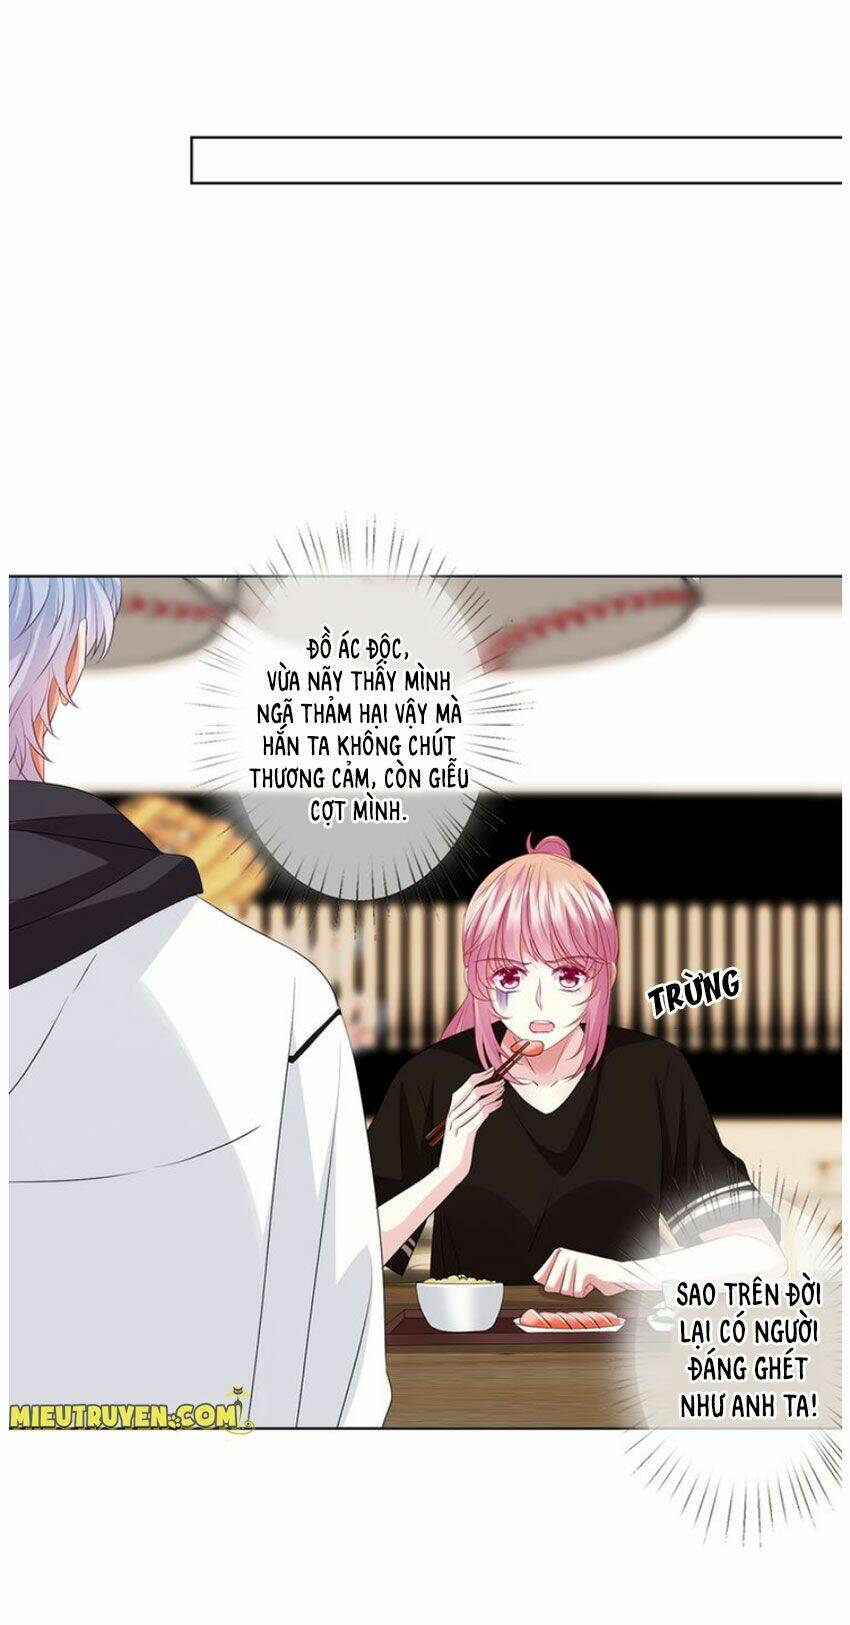 ĐỒ ÁC ĐỘC,
VỪA NÃY THẤY MÌNH
NGÃ THẢM HẠI VẬY MÀ
HẮN TA KHÔNG CHÚT
THƯƠNG CẢM, CÒN GIỄU
CỢT MÌNH.
TRỪNG
SAO TRÊN ĐỜI
LẠI CÓ NGƯỜI
ĐÁNG GHÉT
NHƯ ANH TA!
MIEUTRUYEN.COM